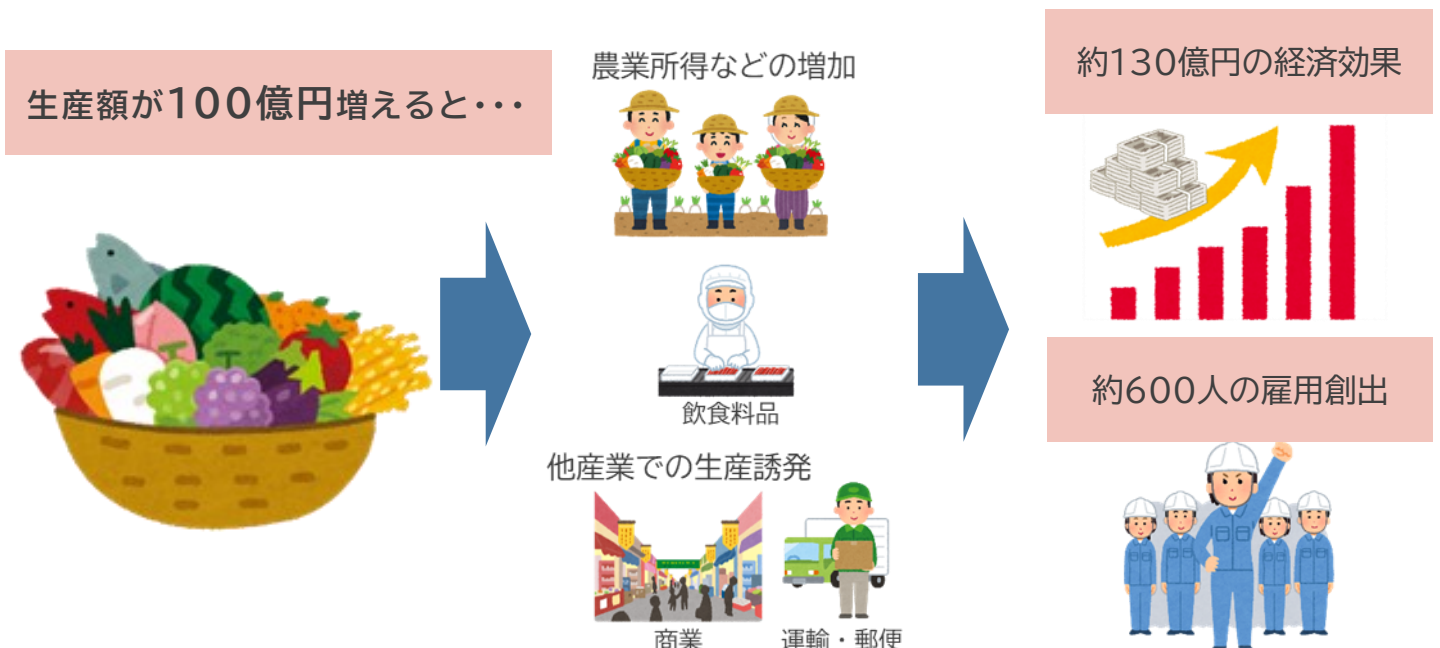 生産額が100億円増えると・・・
農業所得などの増加
飲食料品
他産業での生産誘発
商業
運輸・郵便
約130億円の経済効果
約600人の雇用創出